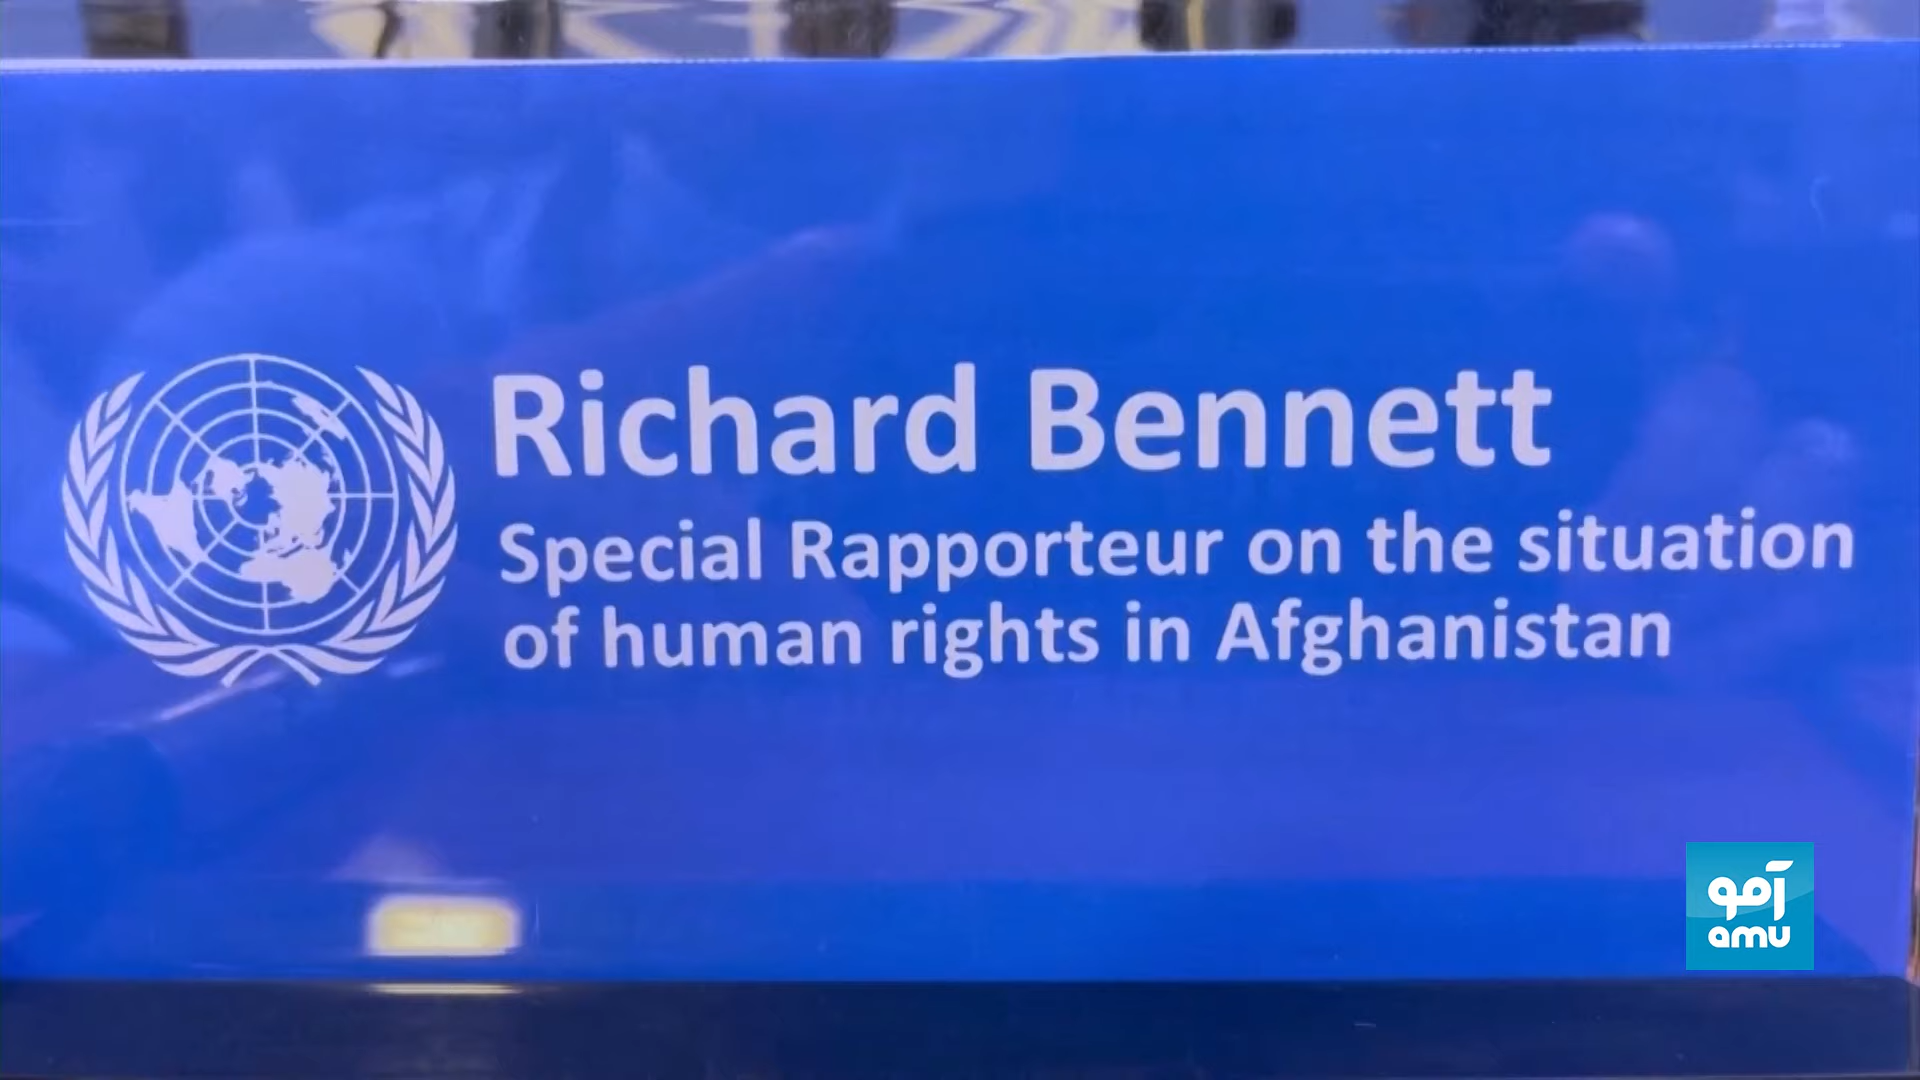 Richard Bennett
Special Rapporteur on the situation
of human rights in Afghanistan
آمو
amu